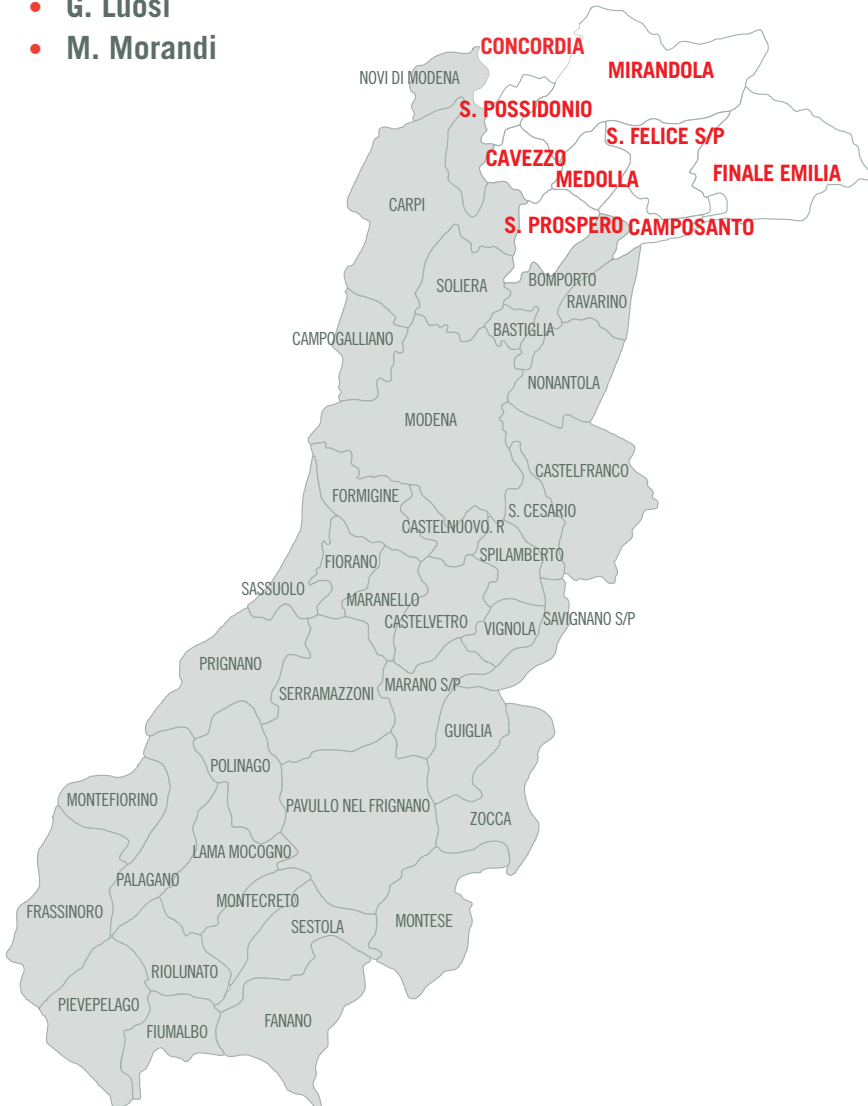 • G. Luosi
• M. Morandi
CONCORDIA
MIRANDOLA
NOVI DI MODENA
S. POSSIDONIO
S. FELICE S/P
CAVEZZO
FINALE EMILIA
MEDOLLA
CARPI
S. PROSPERO
CAMPOSANTO
SOLIERA
BOMPORTO
RAVARINO
BASTIGLIA
CAMPOGALLIANO
NONANTOLA
MODENA
CASTELFRANCO
FORMIGINE
S. CESARIO
CASTELNUOVO. R
SPILAMBERTO
FIORANO
SASSUOLO
MARANELLO
CASTELVETRO
VIGNOLA
SAVIGNANO S/P
PRIGNANO
SERRAMAZZONI
MARANO S/P
GUIGLIA
POLINAGO
MONTEFIORINO
PAVULLO NEL FRIGNANO
ZOCCA
LAMA MOCOGNO
PALAGANO
MONTECRETO
FRASSINORO
SESTOLA
MONTESE
RIOLUNATO
PIEVEPELAGO
FIUMALBO
FANANO